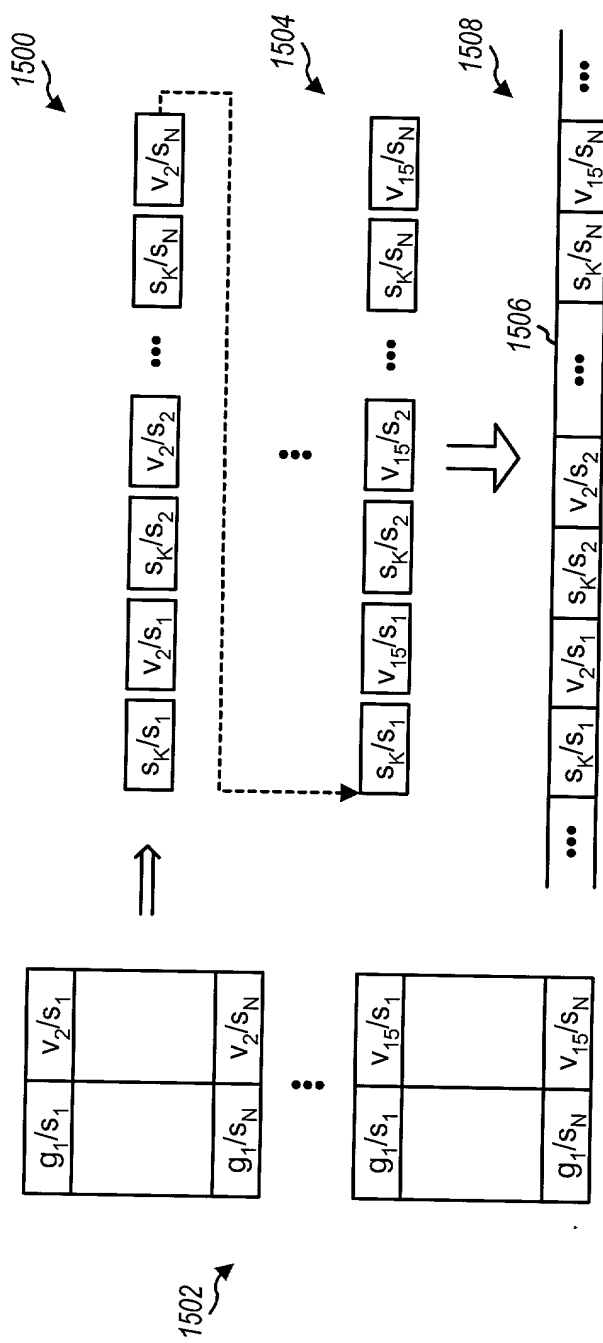 1500
1502
g1/s1 v2/s1
g1/sN v2/sN
•••
g1/s1 v15/s1
g1/sN v15/sN
sK/s1 v2/s1 sK/s2 v2/s2 ••• sK/sN v2/sN
•••
1504
sK/s1 v15/s1 sK/s2 v15/s2 ••• sK/sN v15/sN
1506
1508
••• sK/s1 v2/s1 sK/s2 v2/s2 ••• sK/sN v15/sN •••